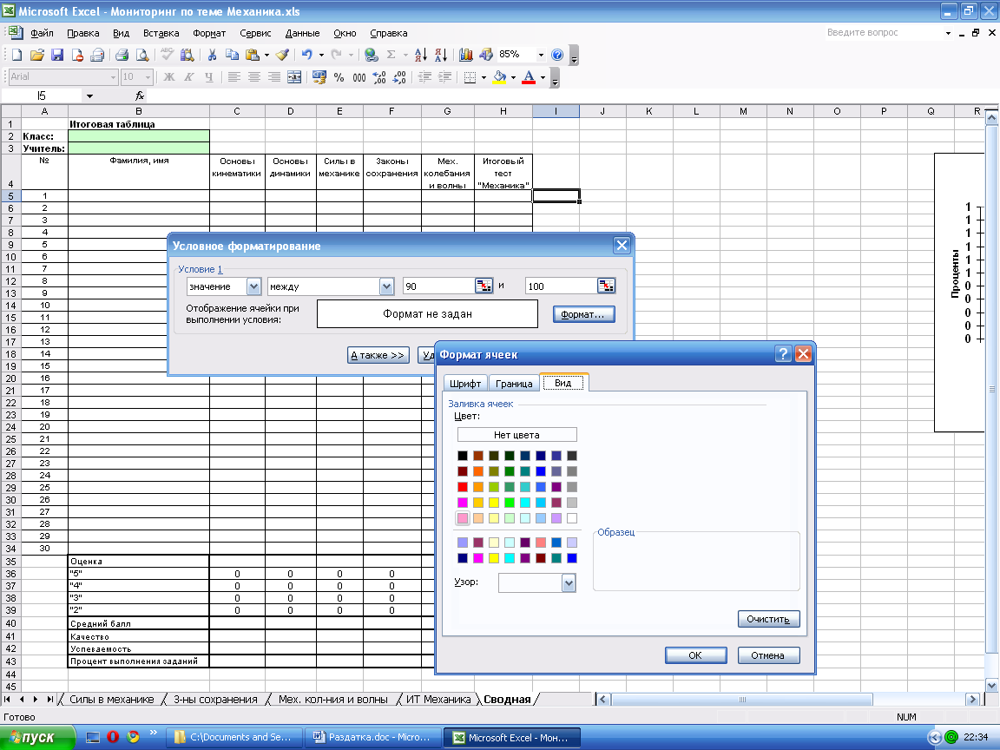 Microsoft Excel - Мониторинг по теме Механика.xls
Файл Правка Вид Вставка Формат Сервис Данные Окно Справка
Введите вопрос
85%
Arial 10 Ж К Ч % 000
I5 fx
A B C D E F G H I J K L M N O P Q R
1 Итоговая таблица
2 Класс:
3 Учитель:
4 № Фамилия, имя Основы кинематики Основы динамики Силы в механике Законы сохранения Мех. колебания и волны Итоговый тест "Механика"
5 1
6 2
7 3
8 4
9 5
10 6
11 7
12 8
13 9
14 10
15 11
16 12
17 13
18 14
19 15
20 16
21 17
22 18
23 19
24 20
25 21
26 22
27 23
28 24
29 25
30 26
31 27
32 28
33 29
34 30
35 Оценка
36 "5" 0 0 0 0
37 "4" 0 0 0 0
38 "3" 0 0 0 0
39 "2" 0 0 0 0
40 Средний балл
41 Качество
42 Успеваемость
43 Процент выполнения заданий
44
45
Проценты
1
1
1
1
1
1
0
0
0
0
0
Условное форматирование
Условие 1
значение между 90 и 100
Отображение ячейки при
выполнении условия:
Формат не задан
Формат...
А также >>
Уд
Формат ячеек
Шрифт Граница Вид
Заливка ячеек
Цвет:
Нет цвета
Образец
Узор:
Очистить
ОК Отмена
Силы в механике З-ны сохранения Мех. кол-ния и волны ИТ Механика Сводная
Готово NUM
пуск C:\Documents and Se... Раздатка.doc - Micro... Microsoft Excel - Мон... 22:34